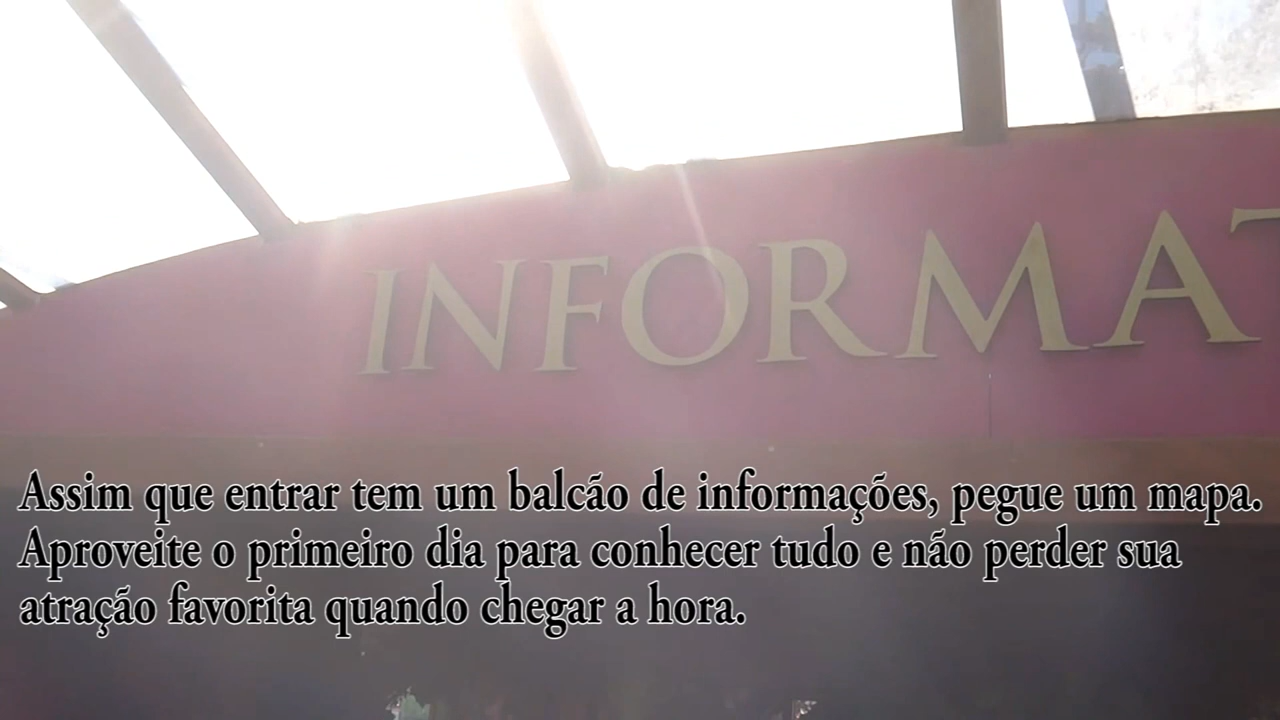 INFORMAT
Assim que entrar tem um balcão de informações, pegue um mapa.
Aproveite o primeiro dia para conhecer tudo e não perder sua
atração favorita quando chegar a hora.